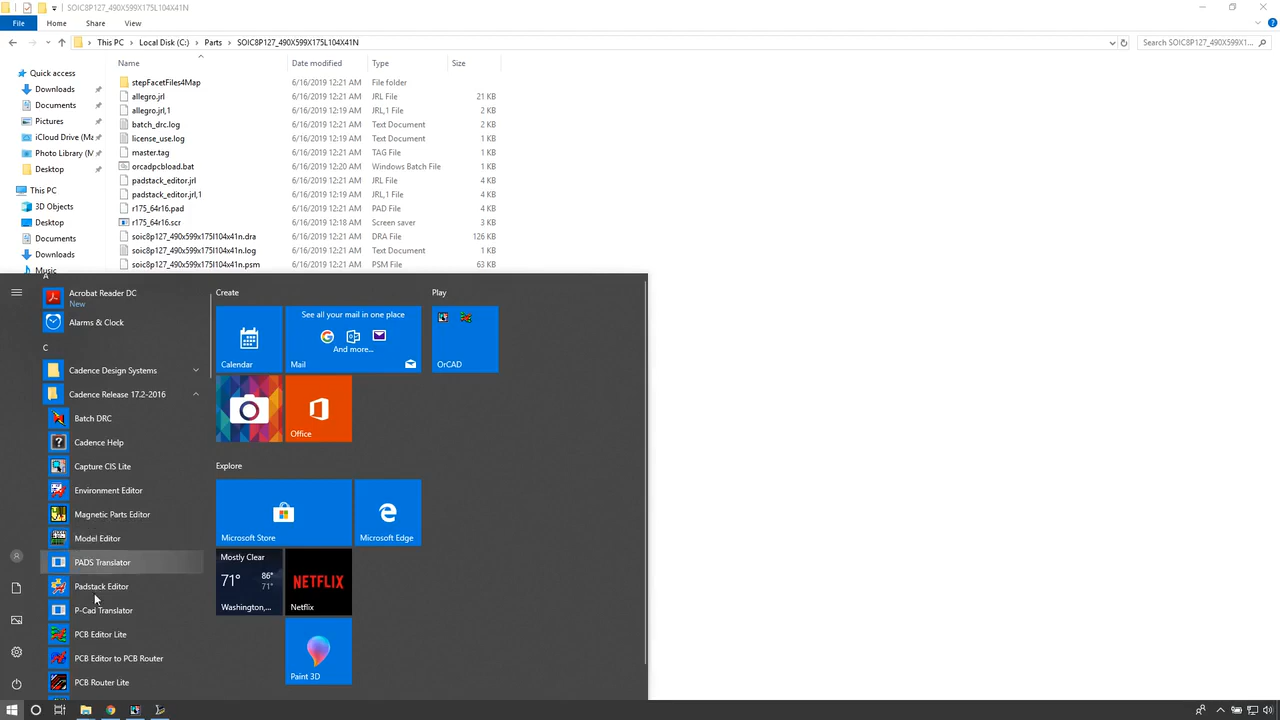 SOIC8P127_490X599X175L104X41N
File Home Share View
This PC Local Disk (C:) Parts SOIC8P127_490X599X175L104X41N
Search SOIC8P127_490X599X1...
Name Date modified Type Size
Quick access
Downloads
Documents
Pictures
iCloud Drive (Ma
Photo Library (M
Desktop
This PC
3D Objects
Desktop
Documents
Downloads
Music
stepFacetFiles4Map 6/16/2019 12:21 AM File folder
allegro.jrl 6/16/2019 12:21 AM JRL File 21 KB
allegro.jrl,1 6/16/2019 12:19 AM JRL,1 File 2 KB
batch_drc.log 6/16/2019 12:21 AM Text Document 2 KB
license_use.log 6/16/2019 12:19 AM Text Document 1 KB
master.tag 6/16/2019 12:21 AM TAG File 1 KB
orcadpcbload.bat 6/16/2019 12:20 AM Windows Batch File 1 KB
padstack_editor.jrl 6/16/2019 12:21 AM JRL File 4 KB
padstack_editor.jrl,1 6/16/2019 12:19 AM JRL,1 File 4 KB
r175_64r16.pad 6/16/2019 12:21 AM PAD File 4 KB
r175_64r16.scr 6/16/2019 12:18 AM Screen saver 3 KB
soic8p127_490x599x175l104x41n.dra 6/16/2019 12:21 AM DRA File 126 KB
soic8p127_490x599x175l104x41n.log 6/16/2019 12:21 AM Text Document 1 KB
soic8p127_490x599x175l104x41n.psm 6/16/2019 12:21 AM PSM File 63 KB
A
Acrobat Reader DC
New
Alarms & Clock
C
Cadence Design Systems
Cadence Release 17.2-2016
Batch DRC
Cadence Help
Capture CIS Lite
Environment Editor
Magnetic Parts Editor
Model Editor
PADS Translator
Padstack Editor
P-Cad Translator
PCB Editor Lite
PCB Editor to PCB Router
PCB Router Lite
Create
Calendar
See all your mail in one place
And more...
Mail
Office
Play
OrCAD
Explore
Microsoft Store
Microsoft Edge
Mostly Clear
71° 86°
71°
Washington,...
NETFLIX
Netflix
Paint 3D